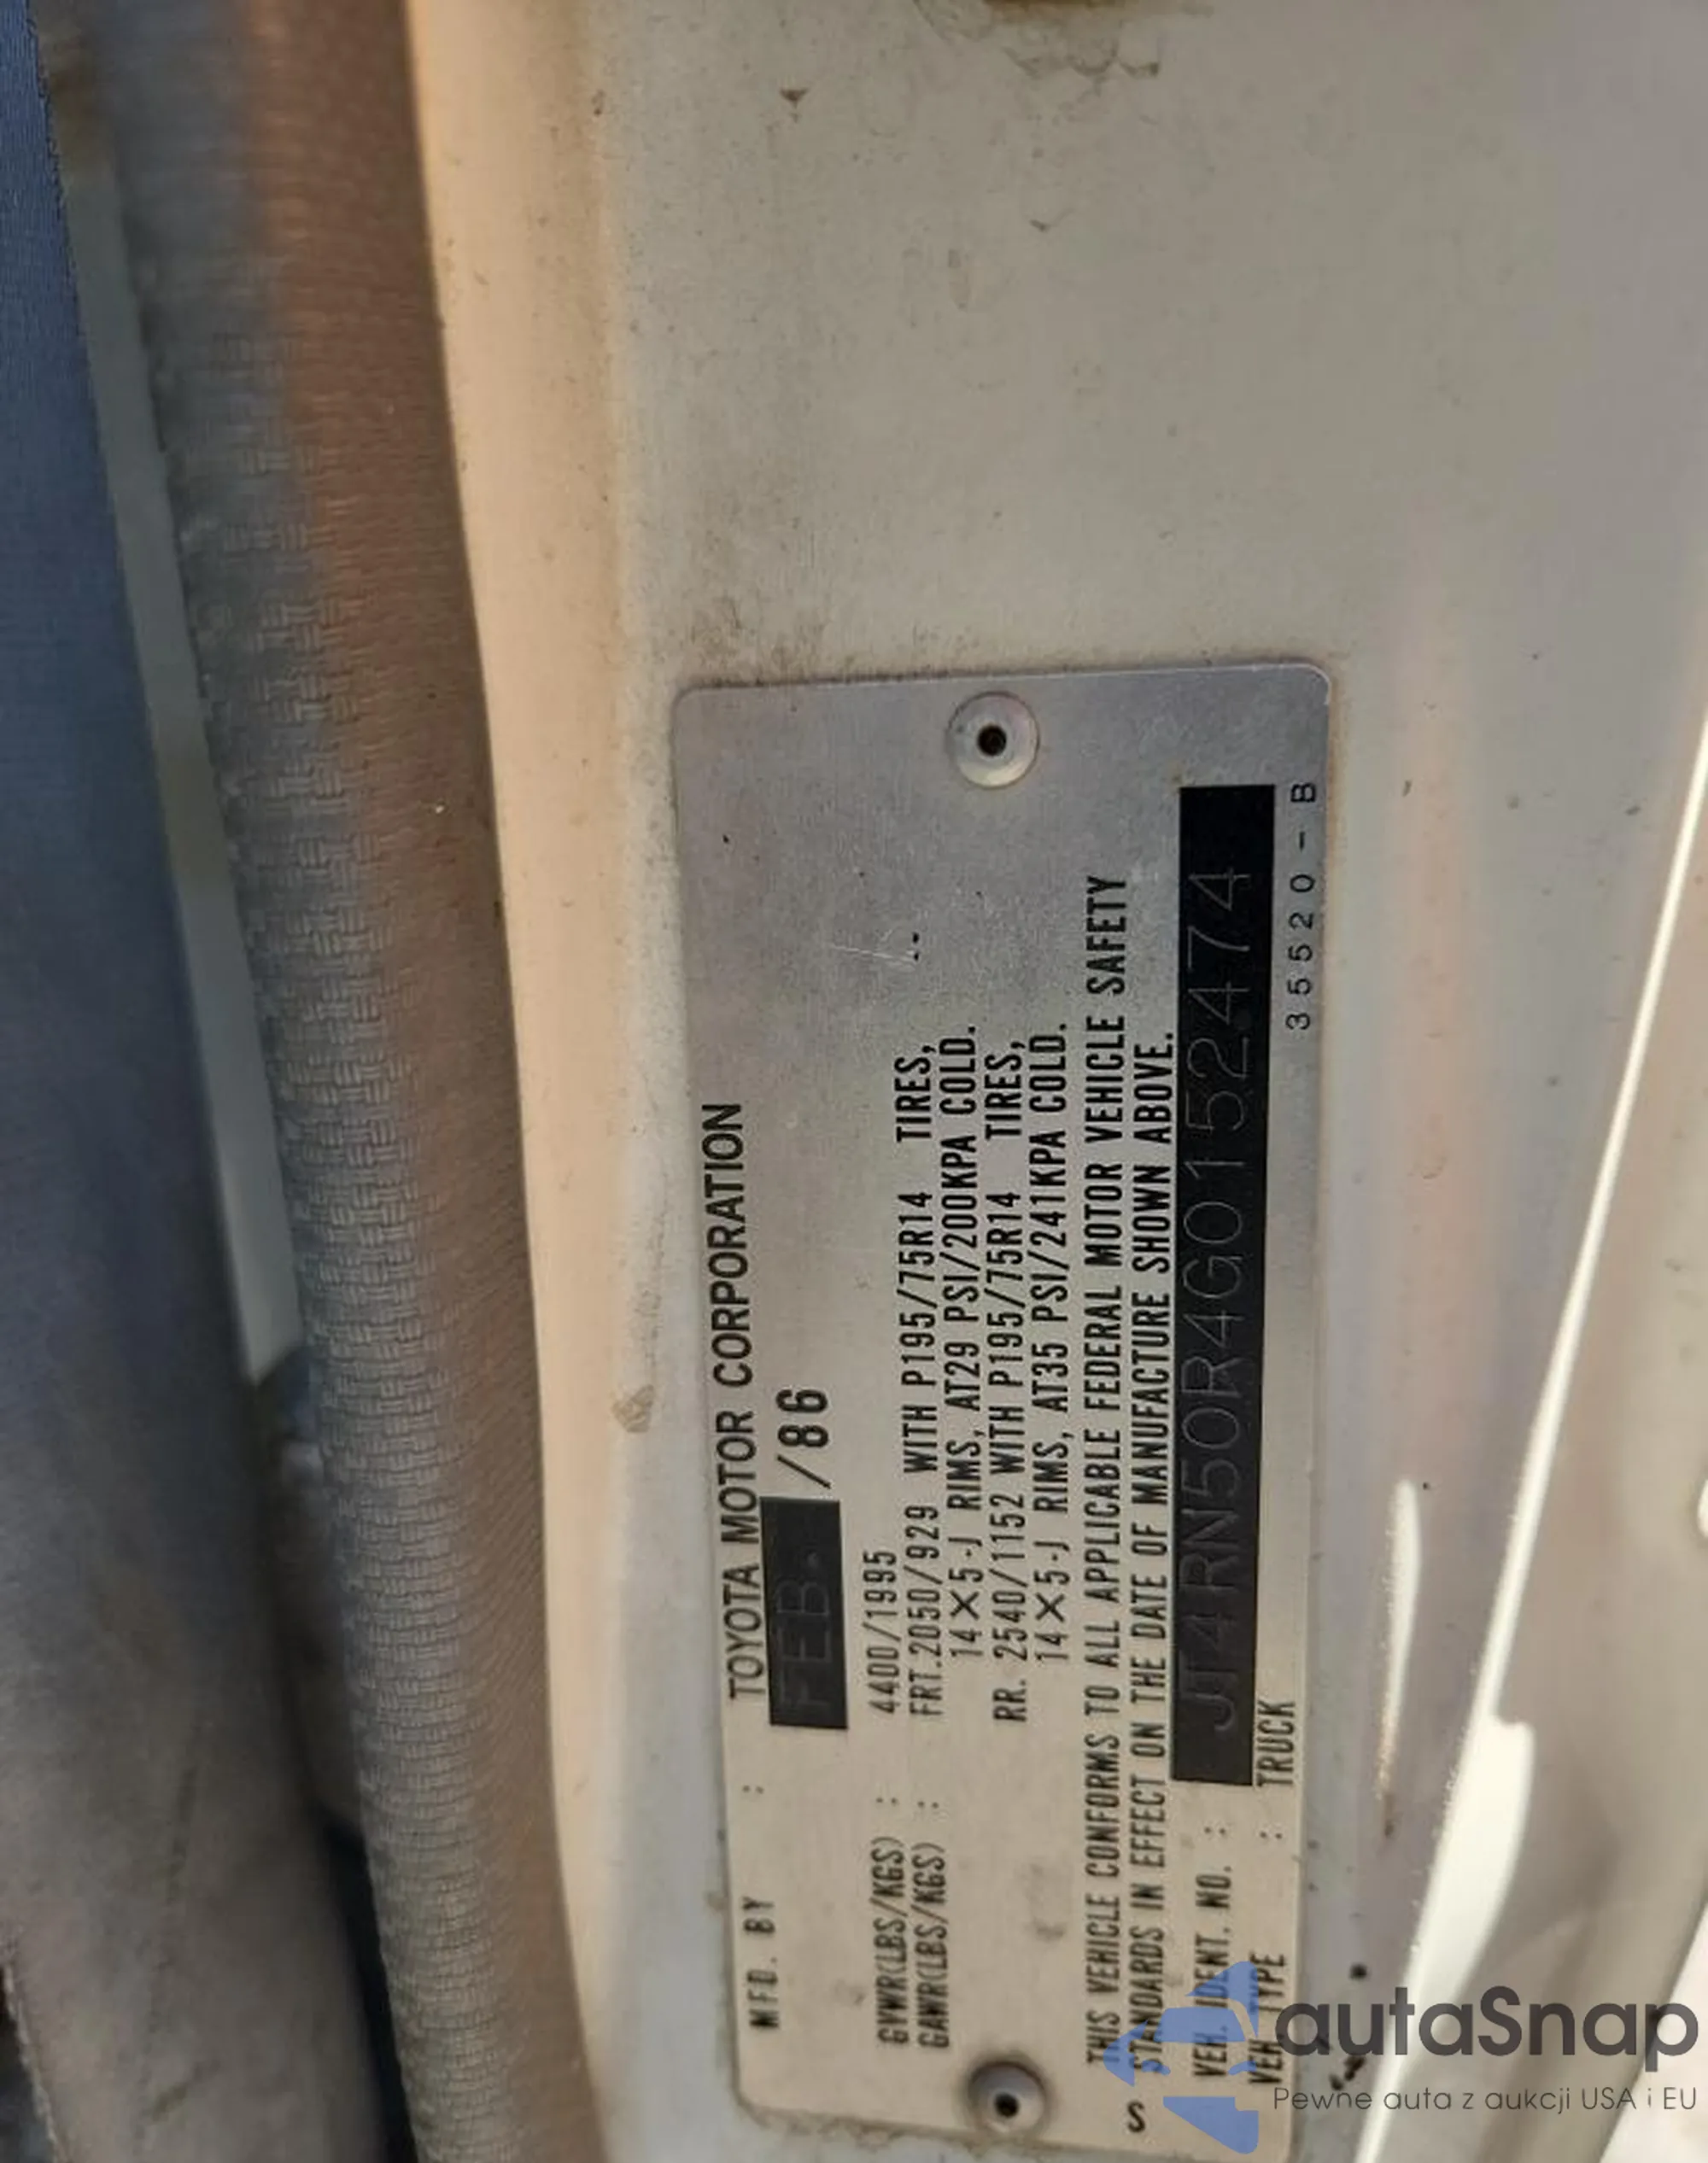 MFD. BY : TOYOTA MOTOR CORPORATION
FEB. /86
GVWR(LBS/KGS) : 4400/1995
GAWR(LBS/KGS) : FRT.2050/929 WITH P195/75R14 TIRES,
14×5-J RIMS, AT29 PSI/200KPA COLD.
RR. 2540/1152 WITH P195/75R14 TIRES,
14×5-J RIMS, AT35 PSI/241KPA COLD.
THIS VEHICLE CONFORMS TO ALL APPLICABLE FEDERAL MOTOR VEHICLE SAFETY
S STANDARDS IN EFFECT ON THE DATE OF MANUFACTURE SHOWN ABOVE.
VEH. IDENT. NO. : JT4RN50R4G0152474
VEH. TYPE : TRUCK
35520-B
autaSnap
Pewne auta z aukcji USA i EU